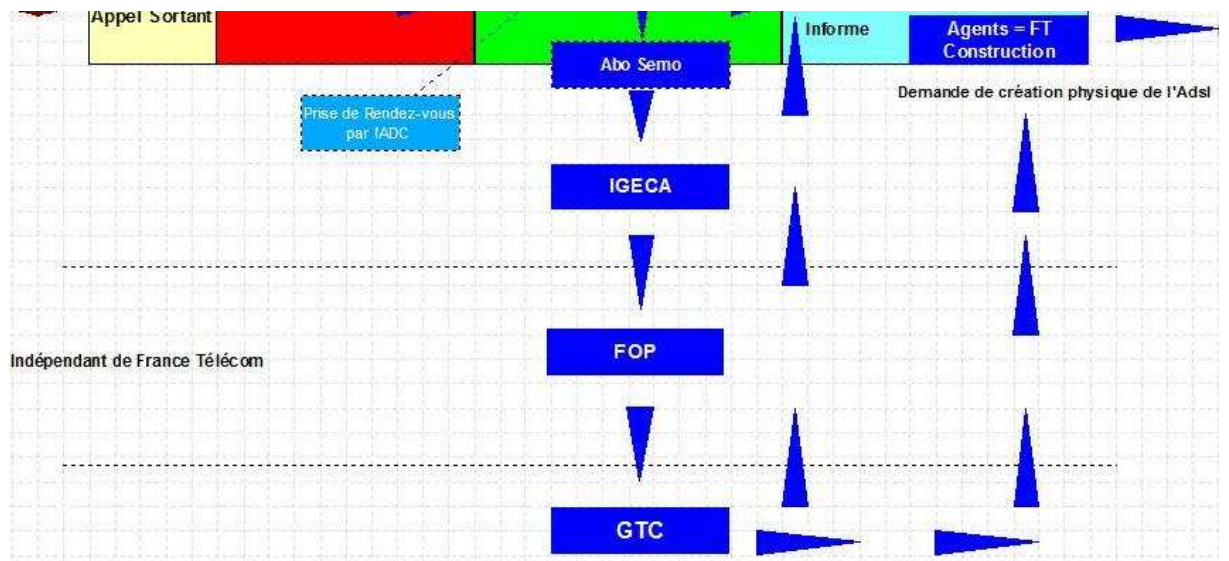 Appel Sortant
Informe
Agents = FT
Construction
Abo Semo
Demande de création physique de l'Adsl
Prise de Rendez-vous
par l'ADC
IGECA
FOP
Indépendant de France Télécom
GTC